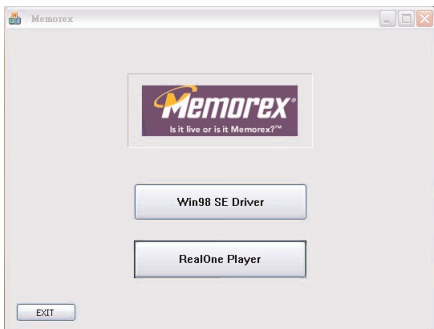 Memorex
Memorex®
Is it live or is it Memorex?™
Win98 SE Driver
RealOne Player
EXIT